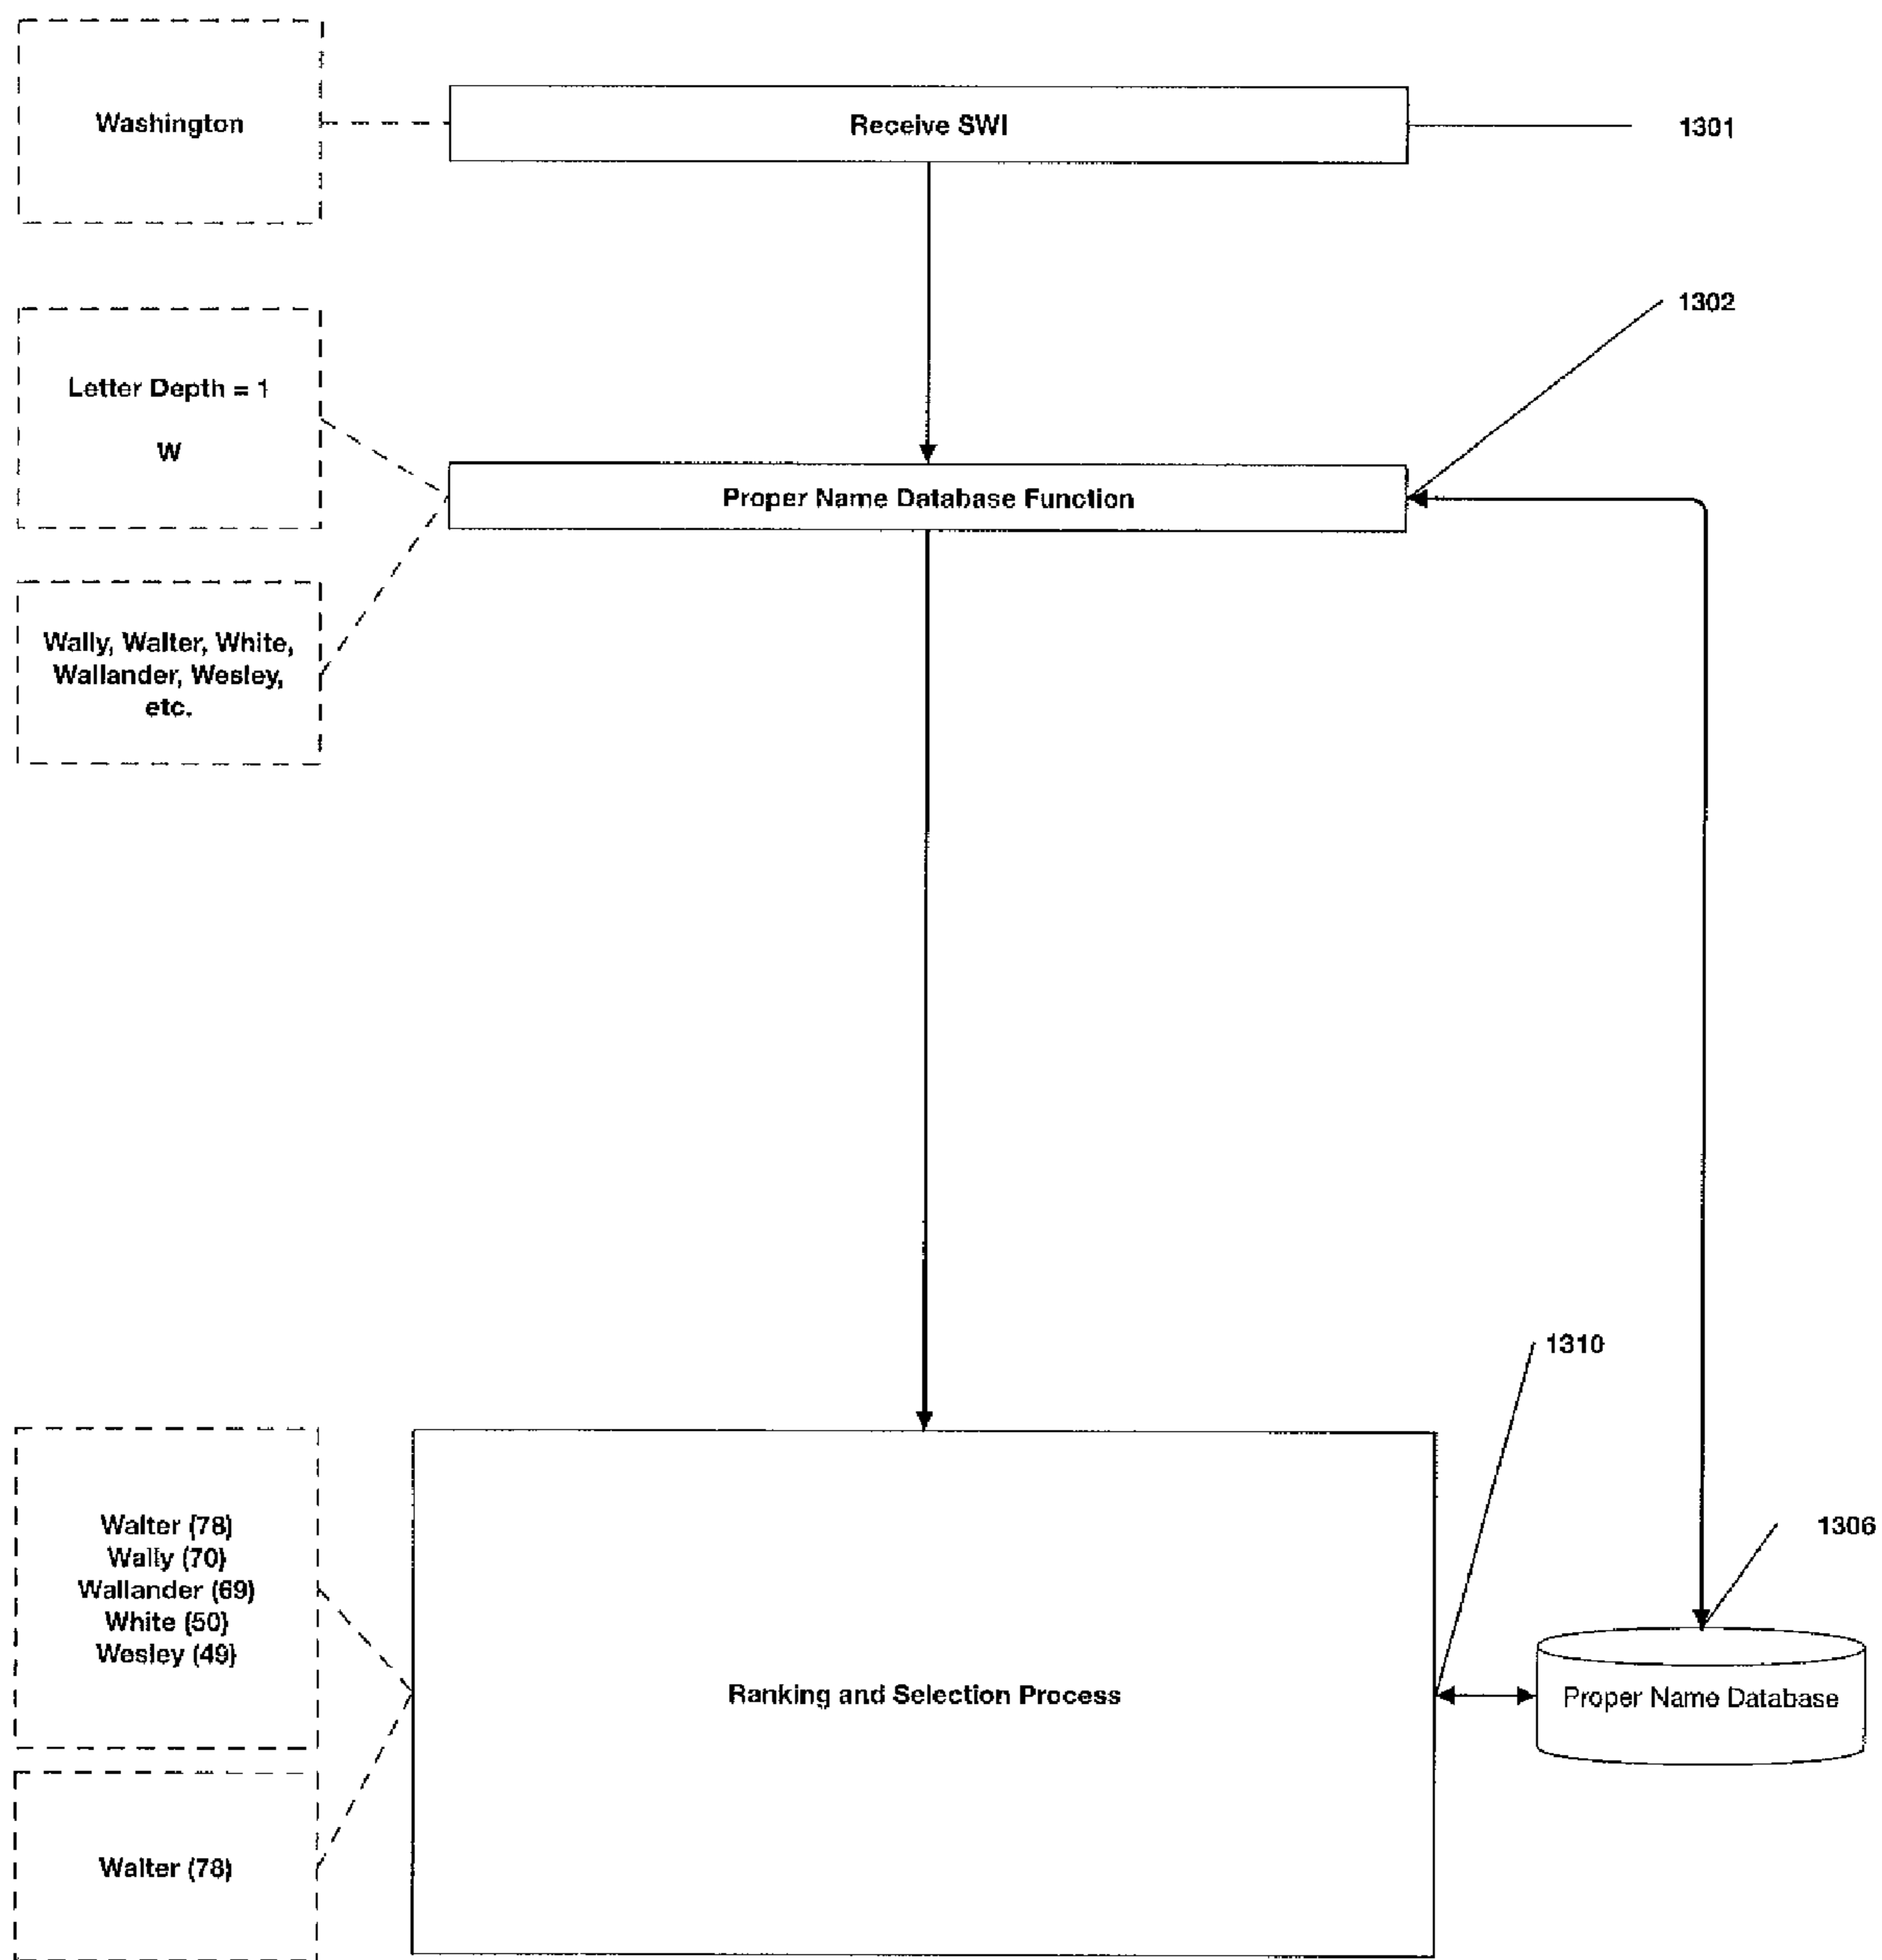 Washington
Receive SWI
1301
1302
Letter Depth = 1
W
Proper Name Database Function
Wally, Walter, White,
Wallander, Wesley,
etc.
1310
1306
Walter (78)
Wally (70)
Wallander (69)
White (50)
Wesley (49)
Ranking and Selection Process
Proper Name Database
Walter (78)